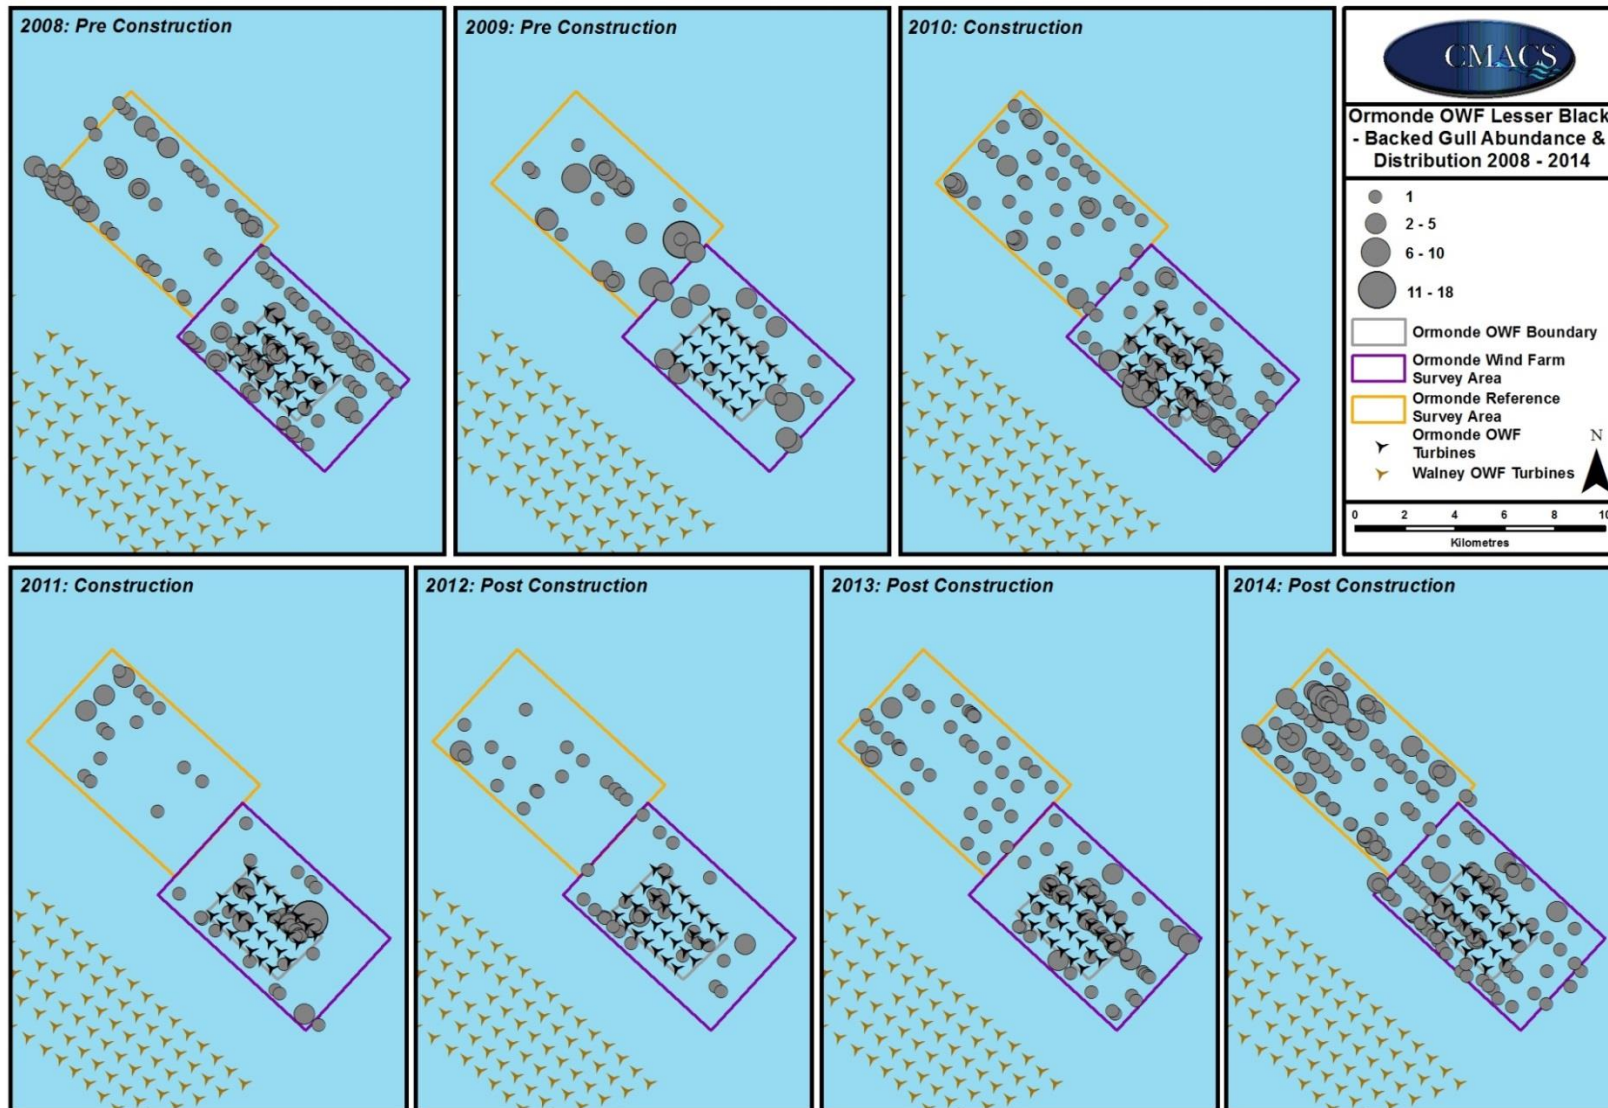 2008: Pre Construction
2009: Pre Construction
2010: Construction
CMACS
Ormonde OWF Lesser Black
- Backed Gull Abundance &
Distribution 2008 - 2014
1
2 - 5
6 - 10
11 - 18
Ormonde OWF Boundary
Ormonde Wind Farm
Survey Area
Ormonde Reference
Survey Area
Ormonde OWF
Turbines
Walney OWF Turbines
N
0 2 4 6 8 10
Kilometres
2011: Construction
2012: Post Construction
2013: Post Construction
2014: Post Construction